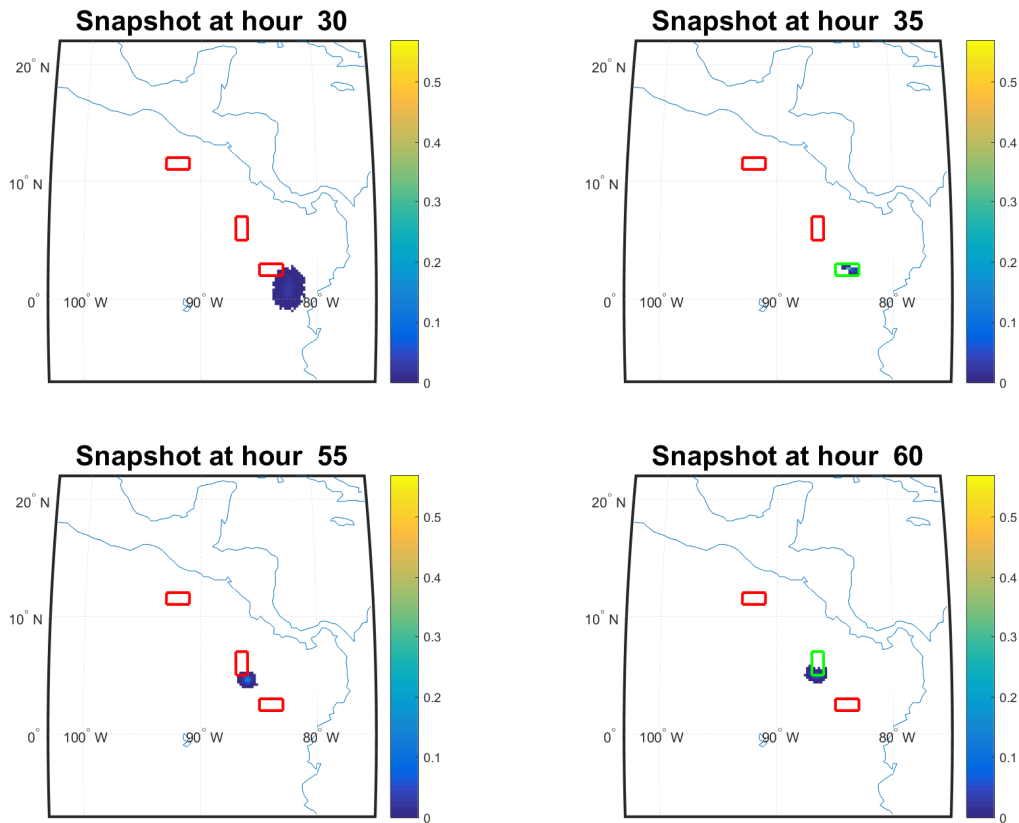 Snapshot at hour 30
20° N
10° N
0°
100° W
90° W
80° W
0.5
0.4
0.3
0.2
0.1
0
Snapshot at hour 35
20° N
10° N
0°
100° W
90° W
80° W
0.5
0.4
0.3
0.2
0.1
0
Snapshot at hour 55
20° N
10° N
0°
100° W
90° W
80° W
0.5
0.4
0.3
0.2
0.1
0
Snapshot at hour 60
20° N
10° N
0°
100° W
90° W
80° W
0.5
0.4
0.3
0.2
0.1
0